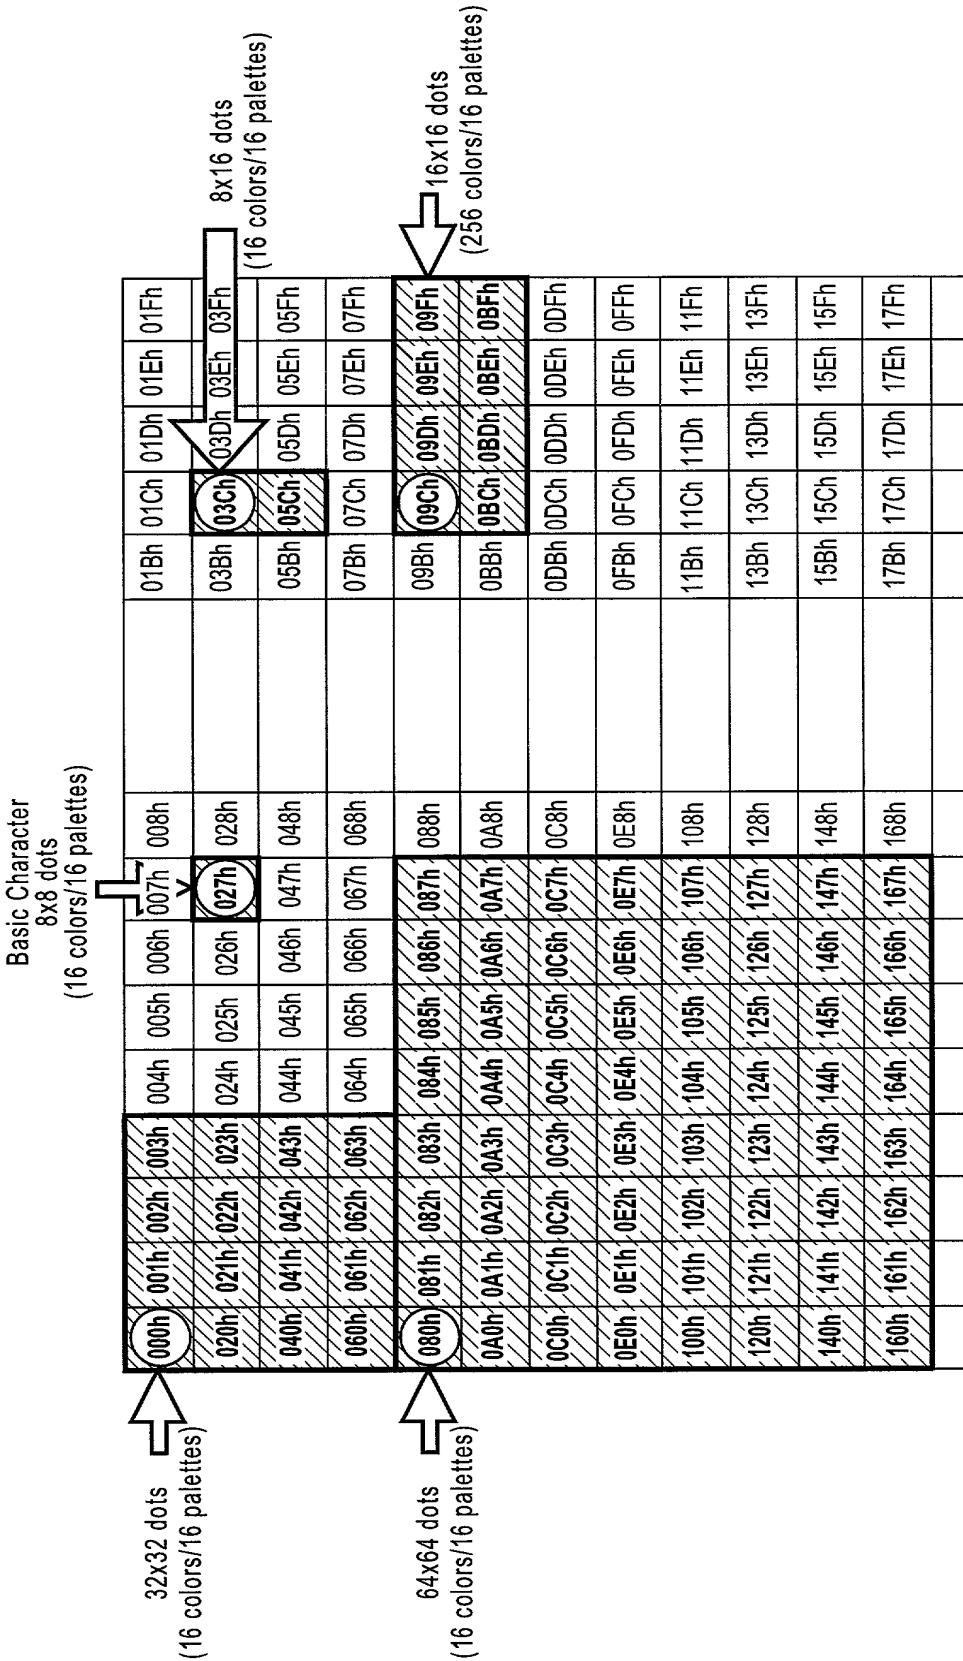 Basic Character
8x8 dots
(16 colors/16 palettes)
8x16 dots
(16 colors/16 palettes)
32x32 dots
(16 colors/16 palettes)
000h 001h 002h 003h 004h 005h 006h 007h 008h 01Bh 01Ch 01Dh 01Eh 01Fh
020h 021h 022h 023h 024h 025h 026h 027h 028h 03Bh 03Ch 03Dh 03Eh 03Fh
040h 041h 042h 043h 044h 045h 046h 047h 048h 05Bh 05Ch 05Dh 05Eh 05Fh
060h 061h 062h 063h 064h 065h 066h 067h 068h 07Bh 07Ch 07Dh 07Eh 07Fh
64x64 dots
(16 colors/16 palettes)
16x16 dots
(256 colors/16 palettes)
080h 081h 082h 083h 084h 085h 086h 087h 088h 09Bh 09Ch 09Dh 09Eh 09Fh
0A0h 0A1h 0A2h 0A3h 0A4h 0A5h 0A6h 0A7h 0A8h 0BBh 0BCh 0BDh 0BEh 0BFh
0C0h 0C1h 0C2h 0C3h 0C4h 0C5h 0C6h 0C7h 0C8h 0DBh 0DCh 0DDh 0DEh 0DFh
0E0h 0E1h 0E2h 0E3h 0E4h 0E5h 0E6h 0E7h 0E8h 0FBh 0FCh 0FDh 0FEh 0FFh
100h 101h 102h 103h 104h 105h 106h 107h 108h 11Bh 11Ch 11Dh 11Eh 11Fh
120h 121h 122h 123h 124h 125h 126h 127h 128h 13Bh 13Ch 13Dh 13Eh 13Fh
140h 141h 142h 143h 144h 145h 146h 147h 148h 15Bh 15Ch 15Dh 15Eh 15Fh
160h 161h 162h 163h 164h 165h 166h 167h 168h 17Bh 17Ch 17Dh 17Eh 17Fh